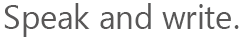 Speak and write.